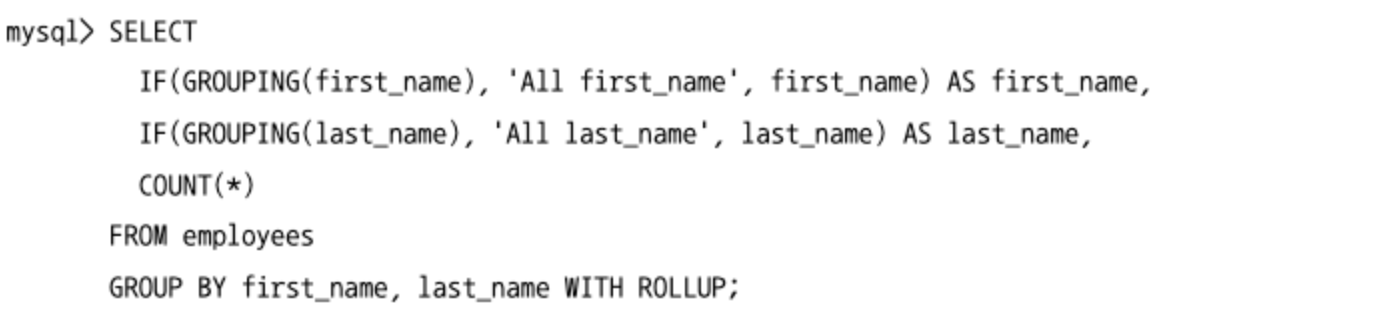 mysql> SELECT
IF(GROUPING(first_name), 'All first_name', first_name) AS first_name,
IF(GROUPING(last_name), 'All last_name', last_name) AS last_name,
COUNT(*)
FROM employees
GROUP BY first_name, last_name WITH ROLLUP;